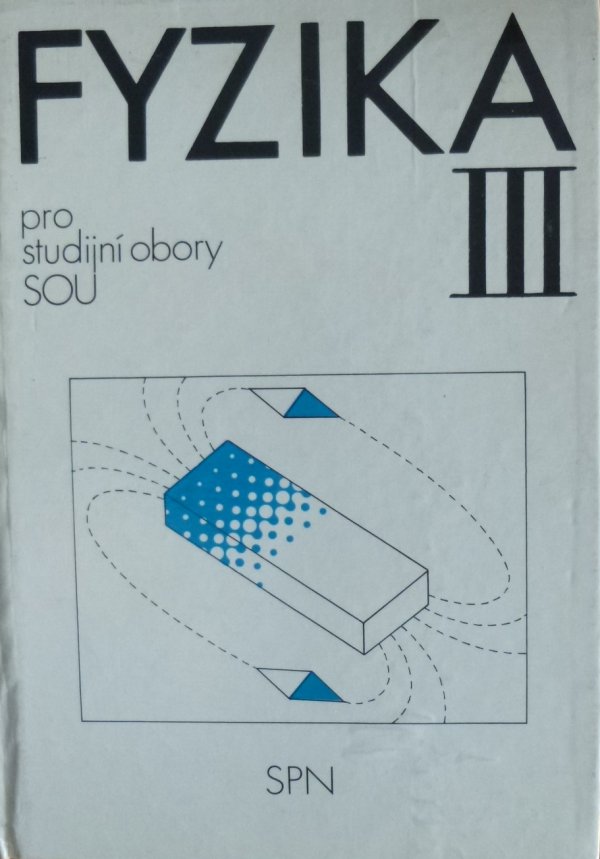 FYZIKA
III
pro
studijní obory
SOU
SPN